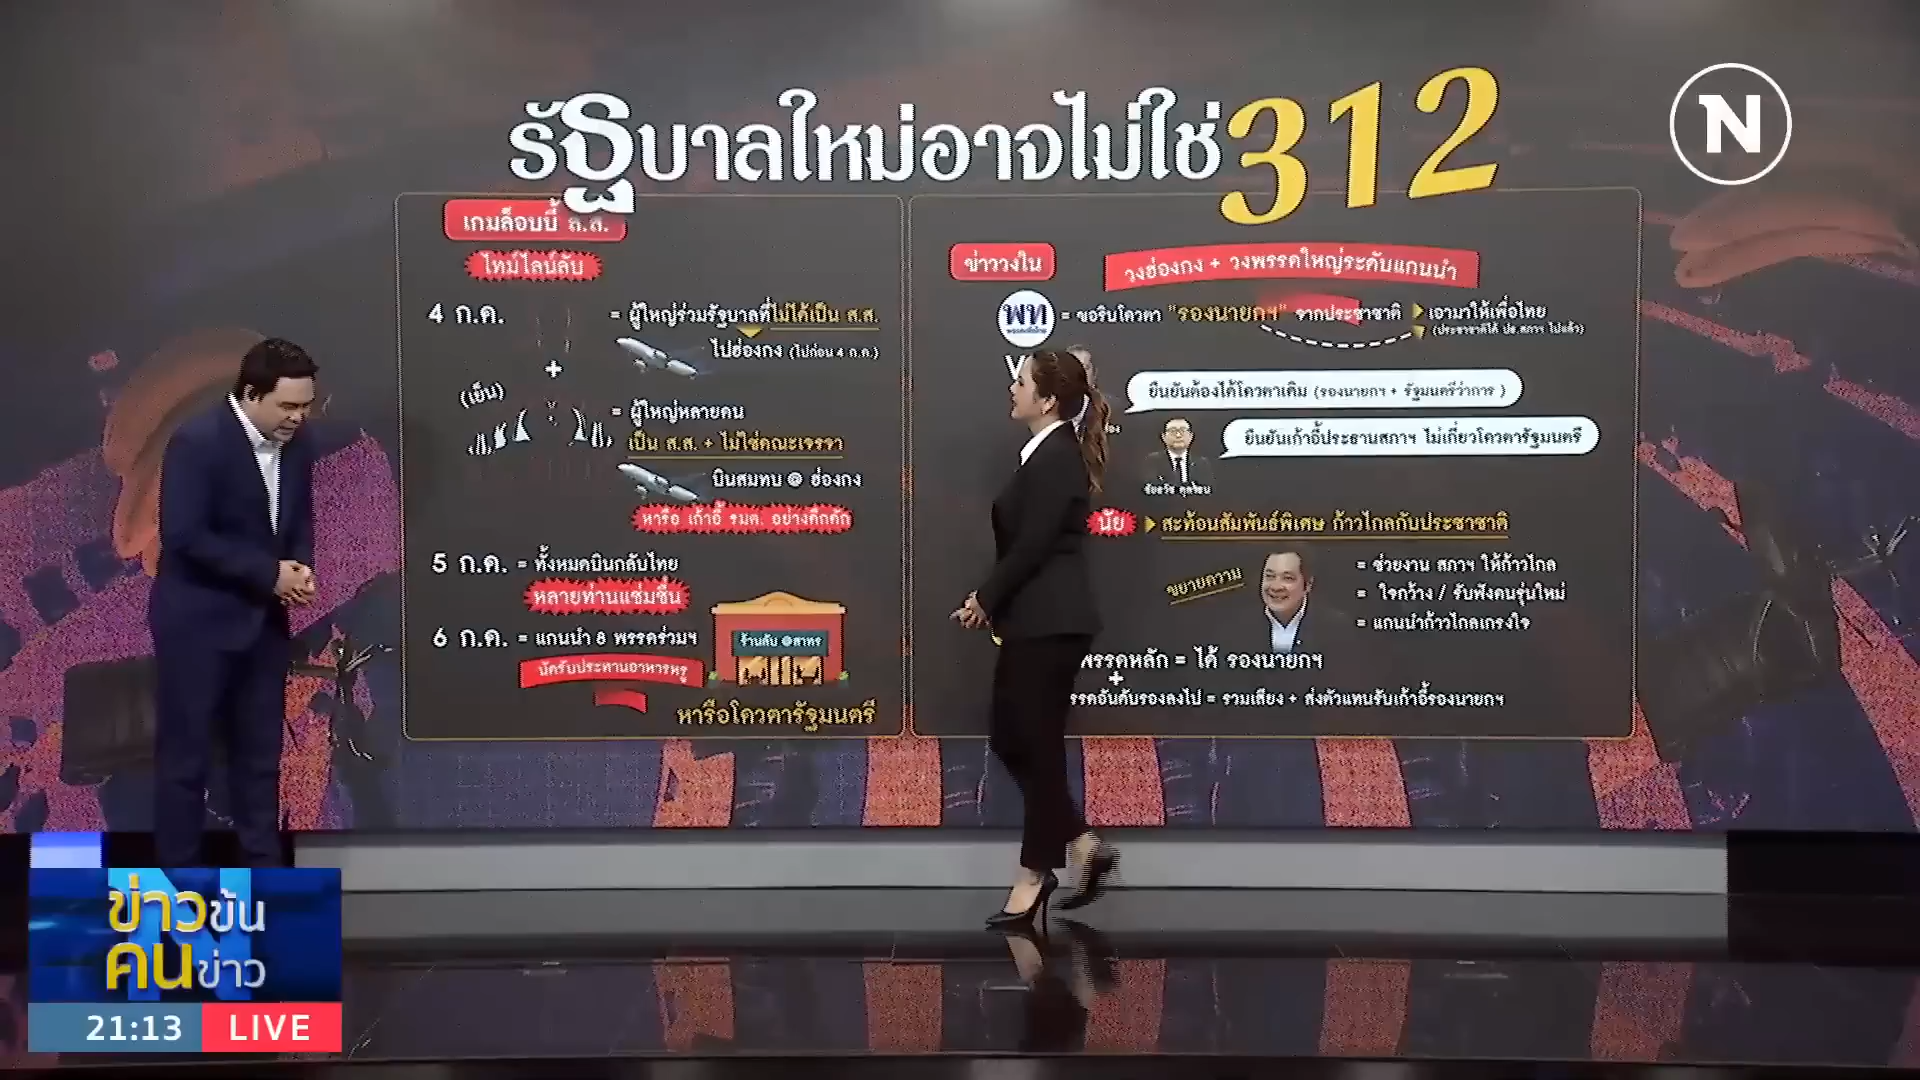 รัฐบาลใหม่อาจไม่ใช่ 312
N
เกมล็อบบี้ ส.ส.
ไทม์ไลน์ลับ
4 ก.ค.
= ผู้ใหญ่ร่วมรัฐบาลที่ไม่ได้เป็น ส.ส.
ไปฮ่องกง (ไปก่อน 4 ก.ค.)
+
(เย็น)
= ผู้ใหญ่หลายคน
เป็น ส.ส. + ไม่ใช่คณะเจรจา
บินสมทบ @ ฮ่องกง
หารือ เก้าอี้ รมต. อย่างคึกคัก
5 ก.ค. = ทั้งหมดบินกลับไทย
หลายท่านแช่มชื่น
6 ก.ค. = แกนนำ 8 พรรคร่วมฯ
นัดรับประทานอาหารหรู
ร้านลับ @สาทร
หารือโควตารัฐมนตรี
ข่าววงใน
วงฮ่องกง + วงพรรคใหญ่ระดับแกนนำ
พท = ขอริบโควตา "รองนายกฯ" จากประชาชาติ เอามาให้เพื่อไทย
(ประชาชาติได้ ปธ.สภาฯ ไปแล้ว)
ยืนยันต้องได้โควตาเดิม (รองนายกฯ + รัฐมนตรีว่าการ )
ยืนยันเก้าอี้ประธานสภาฯ ไม่เกี่ยวโควตารัฐมนตรี
นัย สะท้อนสัมพันธ์พิเศษ ก้าวไกลกับประชาชาติ
ขยายความ
= ช่วยงาน สภาฯ ให้ก้าวไกล
= ใจกว้าง / รับฟังคนรุ่นใหม่
= แกนนำก้าวไกลเกรงใจ
พรรคหลัก = ได้ รองนายกฯ
+
รรคอันดับรองลงไป = รวมเสียง + ส่งตัวแทนรับเก้าอี้รองนายกฯ
ข่าวข้น
คนข่าว
21:13 LIVE